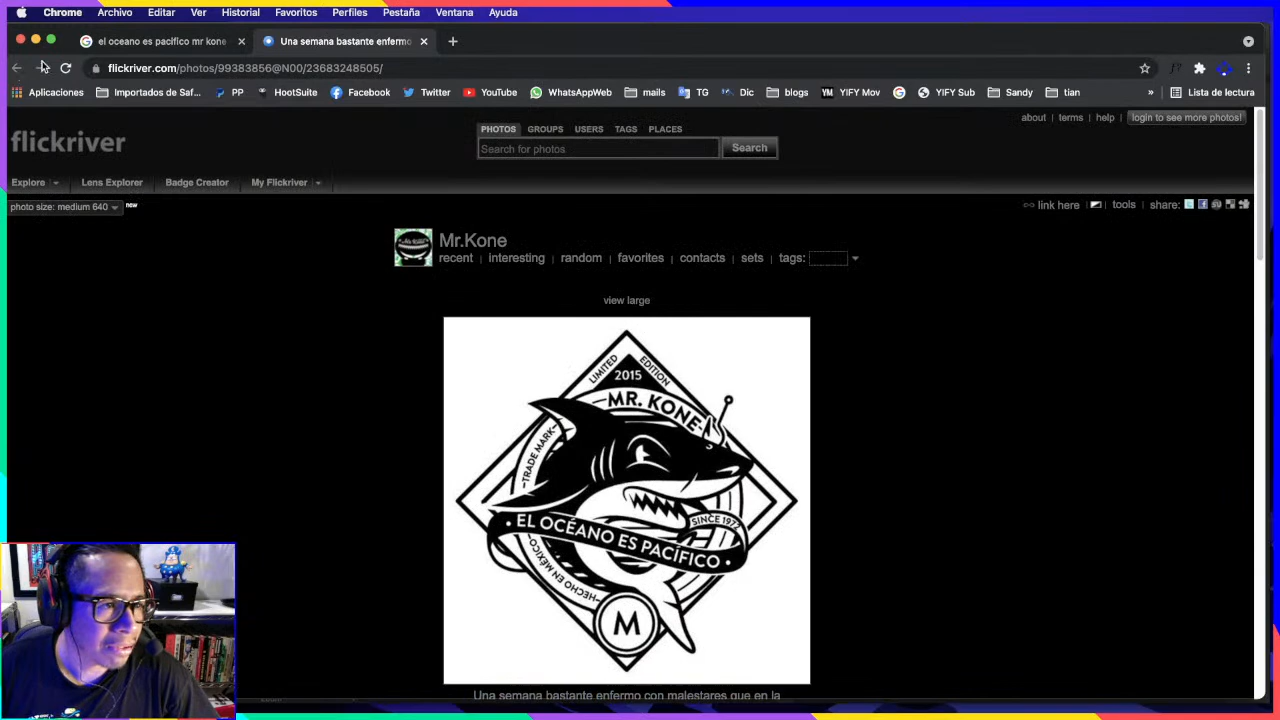 Chrome Archivo Editar Ver Historial Favoritos Perfiles Pestaña Ventana Ayuda
el oceano es pacifico mr kone
Una semana bastante enfermo
flickriver.com/photos/99383856@N00/23683248505/
Aplicaciones Importados de Saf... PP HootSuite Facebook Twitter YouTube WhatsAppWeb mails TG Dic blogs YM YIFY Mov G YIFY Sub Sandy tian » Lista de lectura
about terms help login to see more photos!
PHOTOS GROUPS USERS TAGS PLACES
flickriver
Search for photos Search
Explore Lens Explorer Badge Creator My Flickriver
photo size: medium 640 new
link here tools share:
Mr.Kone
recent | interesting | random | favorites | contacts | sets | tags:
view large
LIMITED EDITION
2015
MR. KONE
TRADE MARK
SINCE 1972
• EL OCÉANO ES PACÍFICO •
HECHO EN MÉXICO
M
Una semana bastante enfermo con malestares que en la